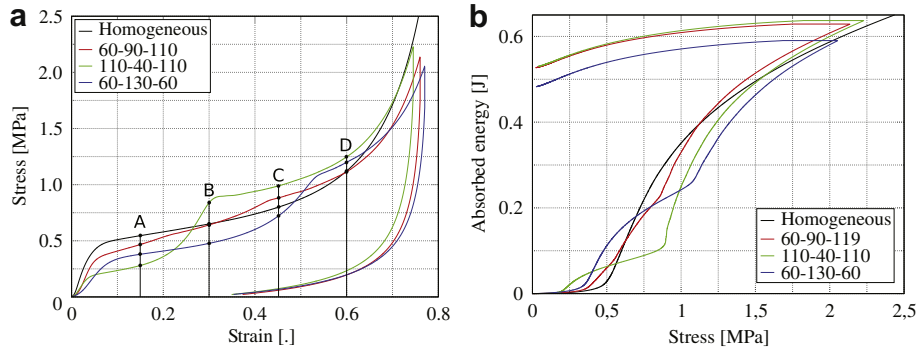 a
2.5
2.0
1.5
1.0
0.5
0
0
0.2
0.4
0.6
0.8
Stress [MPa]
Strain [.]
Homogeneous
60-90-110
110-40-110
60-130-60
A
B
C
D
b
0.6
0.4
0.2
0
0
0,5
1
1.5
2
2,5
Absorbed energy [J]
Stress [MPa]
Homogeneous
60-90-119
110-40-110
60-130-60